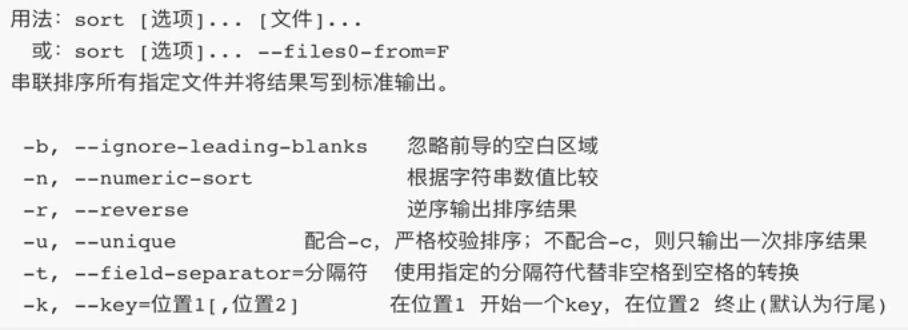 用法：sort [选项]... [文件]...
或：sort [选项]... --files0-from=F
串联排序所有指定文件并将结果写到标准输出。
-b, --ignore-leading-blanks 忽略前导的空白区域
-n, --numeric-sort 根据字符串数值比较
-r, --reverse 逆序输出排序结果
-u, --unique 配合-c，严格校验排序；不配合-c，则只输出一次排序结果
-t, --field-separator=分隔符 使用指定的分隔符代替非空格到空格的转换
-k, --key=位置1[,位置2] 在位置1 开始一个key，在位置2 终止(默认为行尾)